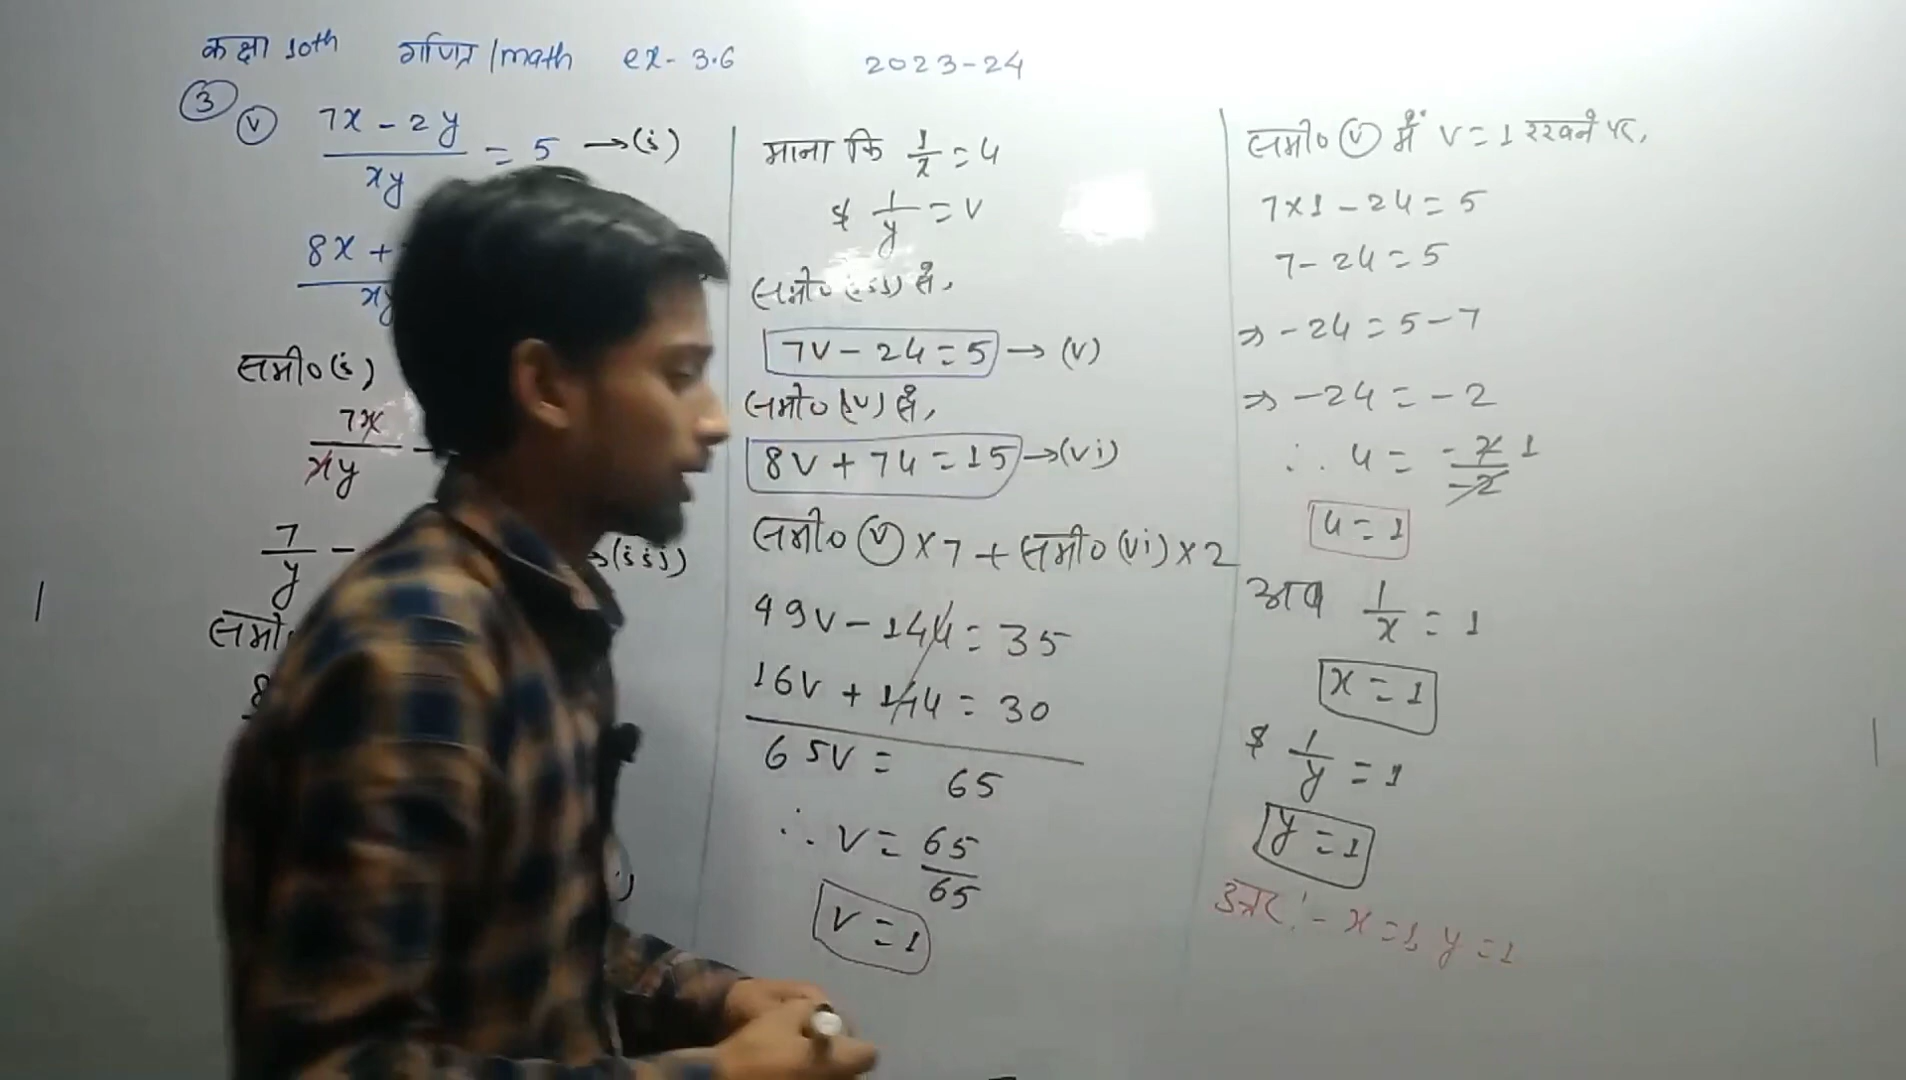 कक्षा 10th गणित /math ex- 3.6 2023-24
③ ⓥ 7x - 2y / xy = 5 →(i)
8x + / xy
समी० (i)
7x / xy -
7/y - →(iii)
समी०
8
माना कि 1/x = u
& 1/y = v
समी० (iii) से,
7v - 2u = 5 → (v)
समी० (iv) से,
8v + 7u = 15 →(vi)
समी० ⓥ x 7 + समी० (vi) x 2
49v - 14u = 35
16v + 14u = 30
65v = 65
∴ v = 65/65
v = 1
समी० ⓥ में v = 1 रखने पर,
7x1 - 2u = 5
7 - 2u = 5
⇒ -2u = 5 - 7
⇒ -2u = -2
∴ u = -2/-2 1
u = 1
अब 1/x = 1
x = 1
& 1/y = 1
y = 1
उत्तर :- x = 1, y = 1